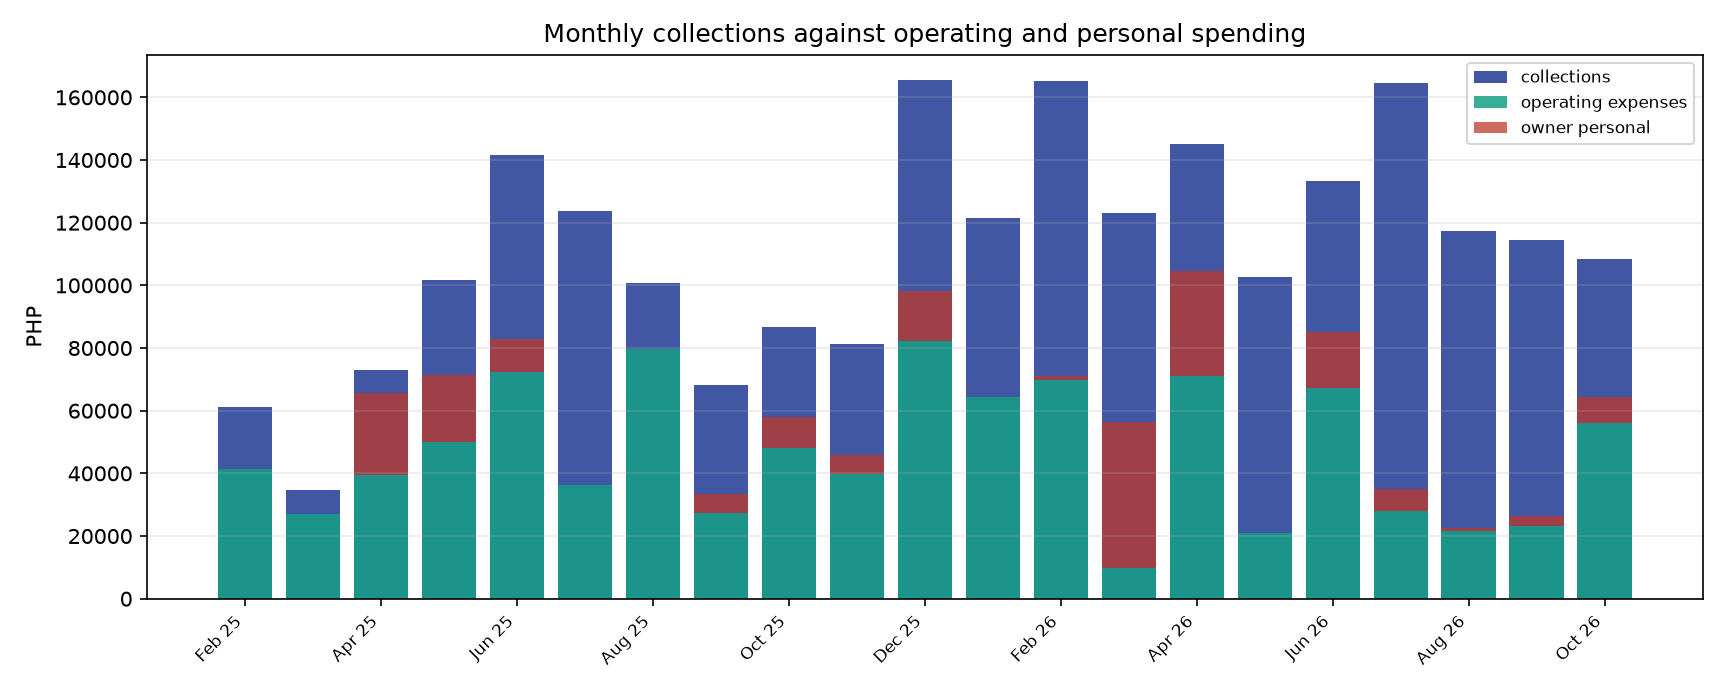 Monthly collections against operating and personal spending
collections
operating expenses
owner personal
PHP
160000
140000
120000
100000
80000
60000
40000
20000
0
Feb 25
Apr 25
Jun 25
Aug 25
Oct 25
Dec 25
Feb 26
Apr 26
Jun 26
Aug 26
Oct 26